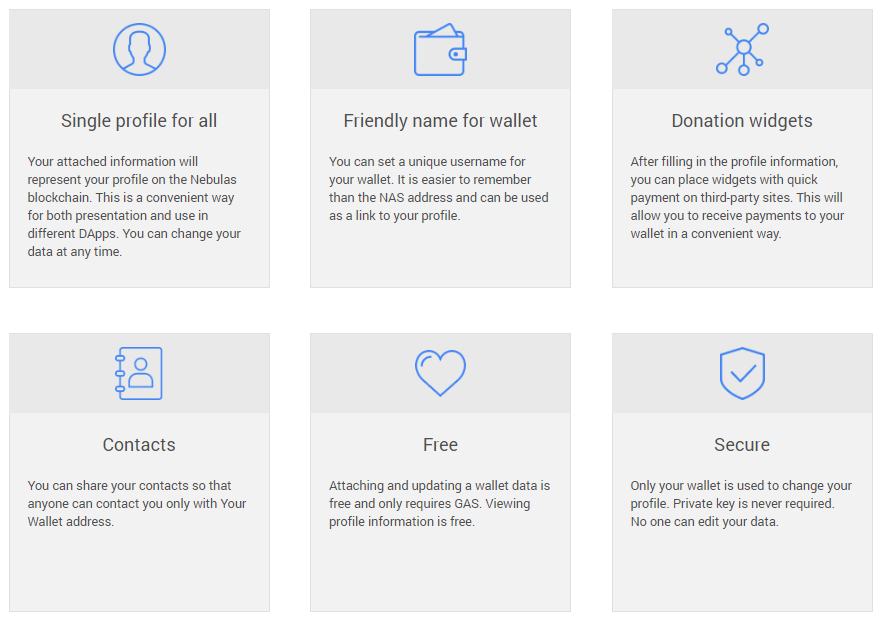 Single profile for all
Your attached information will
represent your profile on the Nebulas
blockchain. This is a convenient way
for both presentation and use in
different DApps. You can change your
data at any time.
Friendly name for wallet
You can set a unique username for
your wallet. It is easier to remember
than the NAS address and can be used
as a link to your profile.
Donation widgets
After filling in the profile information,
you can place widgets with quick
payment on third-party sites. This will
allow you to receive payments to your
wallet in a convenient way.
Contacts
You can share your contacts so that
anyone can contact you only with Your
Wallet address.
Free
Attaching and updating a wallet data is
free and only requires GAS. Viewing
profile information is free.
Secure
Only your wallet is used to change your
profile. Private key is never required.
No one can edit your data.